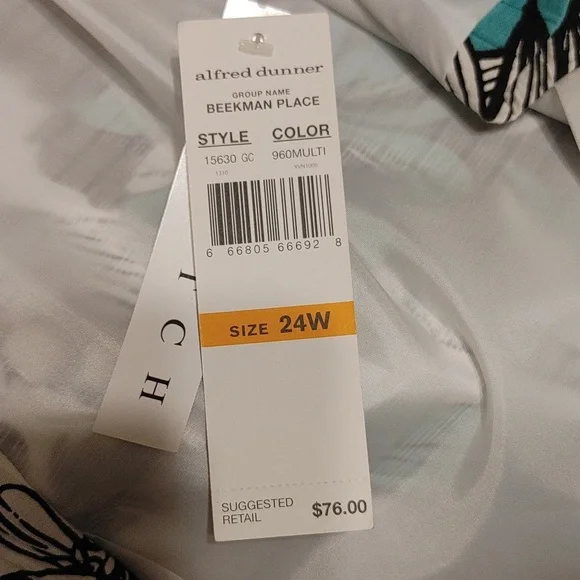 alfred dunner
GROUP NAME
BEEKMAN PLACE
STYLE COLOR
15630 GC 960MULTI
1310
6 66805 66692 8
SIZE 24W
SUGGESTED
RETAIL $76.00
T C H